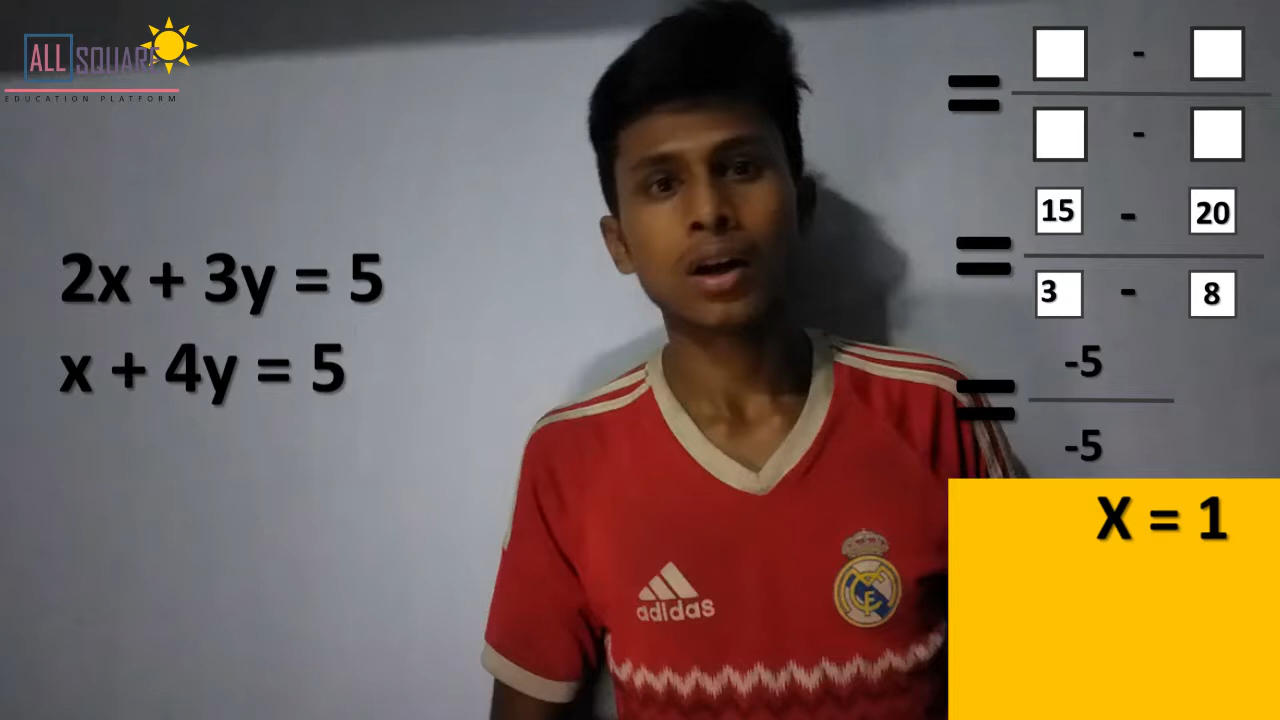 ALL SQUARE
EDUCATION PLATFORM
2x + 3y = 5
x + 4y = 5
= -
-
= 15 - 20
3 - 8
= -5
-5
X = 1
adidas